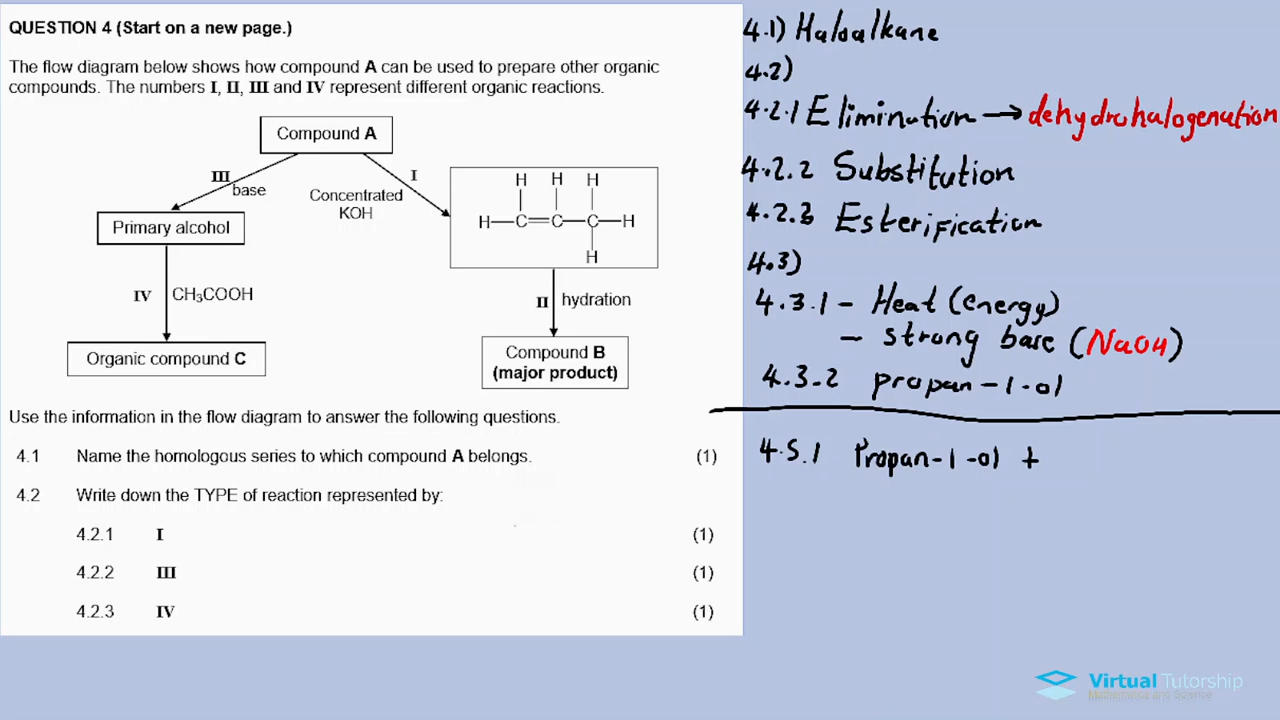 QUESTION 4 (Start on a new page.)
The flow diagram below shows how compound A can be used to prepare other organic
compounds. The numbers I, II, III and IV represent different organic reactions.
Compound A
III
base
I
Concentrated
KOH
Primary alcohol
H H H
H C C C H
H
IV CH₃COOH
II hydration
Organic compound C
Compound B
(major product)
Use the information in the flow diagram to answer the following questions.
4.1 Name the homologous series to which compound A belongs. (1)
4.2 Write down the TYPE of reaction represented by:
4.2.1 I (1)
4.2.2 III (1)
4.2.3 IV (1)
4.1) Haloalkane
4.2)
4.2.1 Elimination → dehydrohalogenation
4.2.2 Substitution
4.2.3 Esterification
4.3)
4.3.1 - Heat (energy)
- strong base (NaOH)
4.3.2 propan-1-ol
4.5.1 Propan-1-ol +
Virtual Tutorship
Mathematics and Science